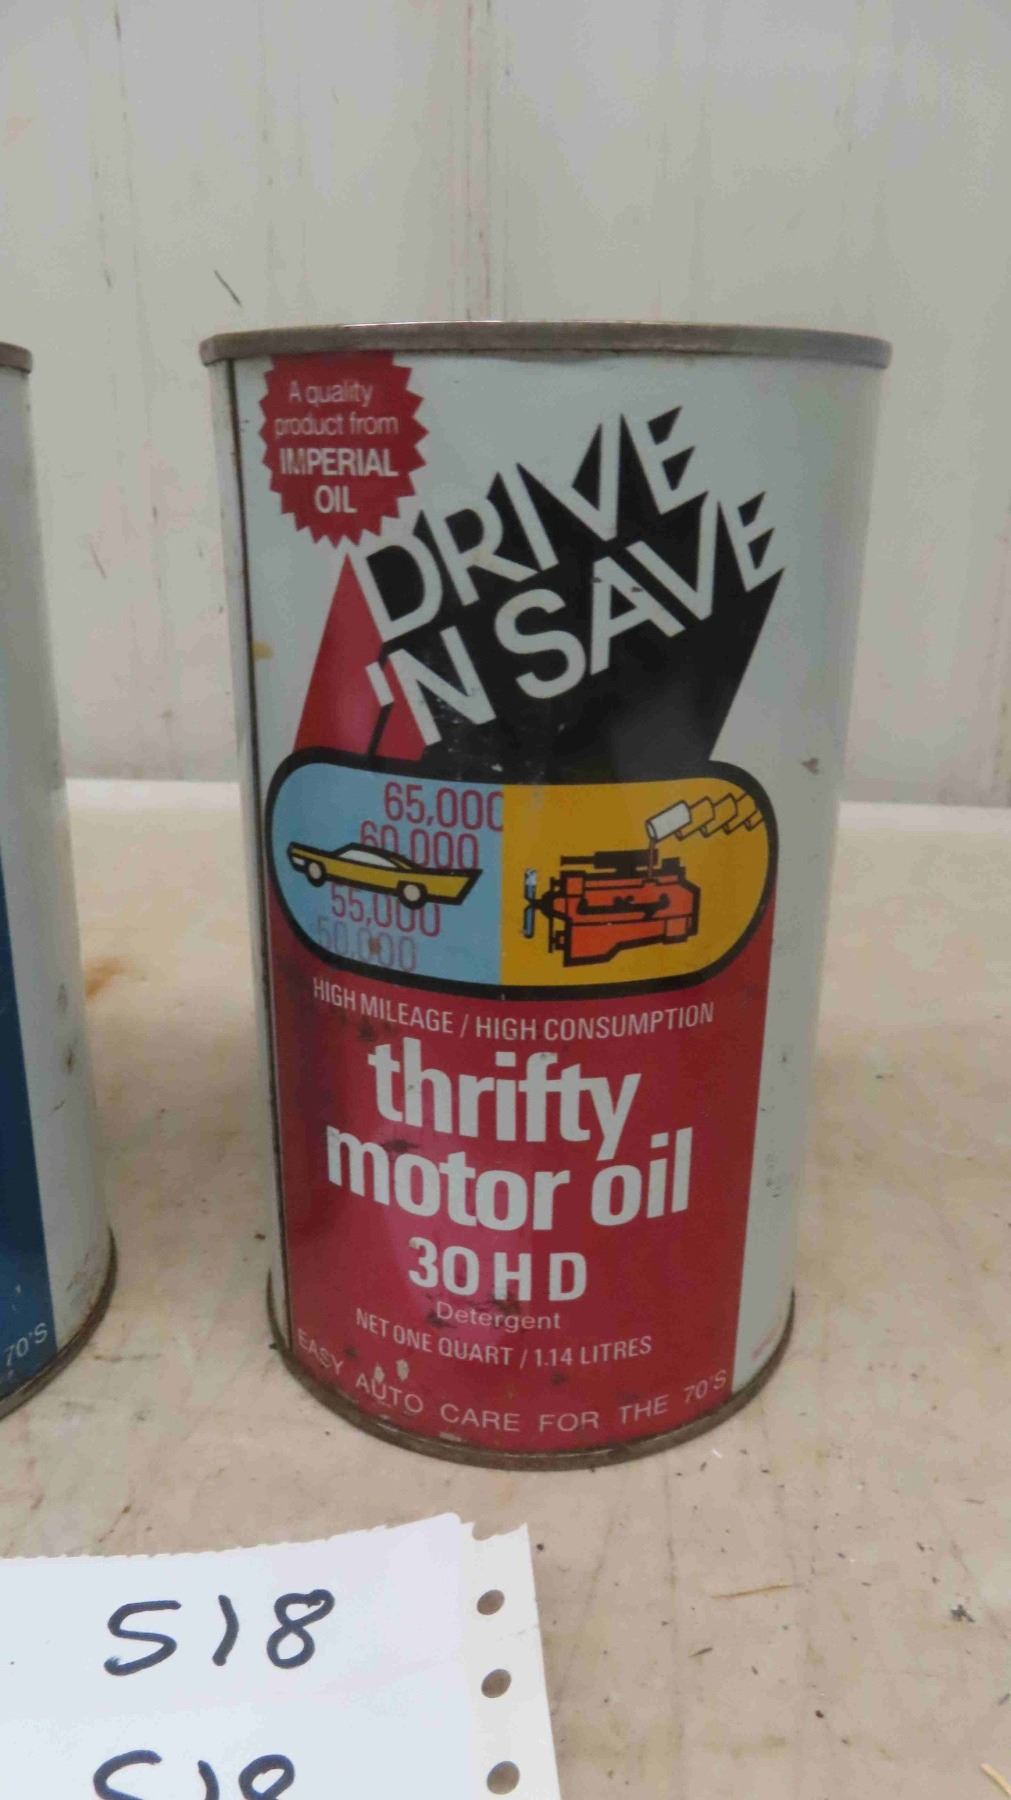 A quality
product from
IMPERIAL
OIL
DRIVE
'N SAVE
65,000
60,000
55,000
50,000
HIGH MILEAGE / HIGH CONSUMPTION
thrifty
motor oil
30 H D
Detergent
NET ONE QUART / 1.14 LITRES
EASY AUTO CARE FOR THE 70'S
70'S
518
518